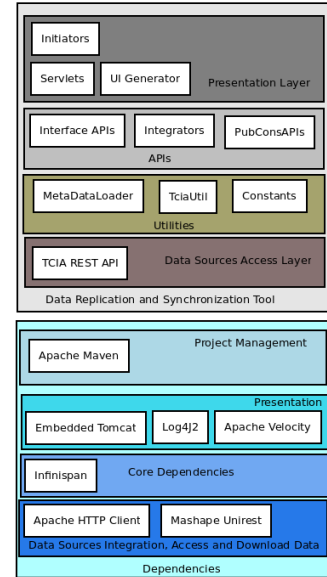 Initiators
Servlets UI Generator
Presentation Layer
Interface APIs Integrators PubConsAPIs
APIs
MetaDataLoader TciaUtil Constants
Utilities
TCIA REST API Data Sources Access Layer
Data Replication and Synchronization Tool
Project Management
Apache Maven
Presentation
Embedded Tomcat Log4J2 Apache Velocity
Infinispan Core Dependencies
Apache HTTP Client Mashape Unirest
Data Sources Integration, Access and Download Data
Dependencies